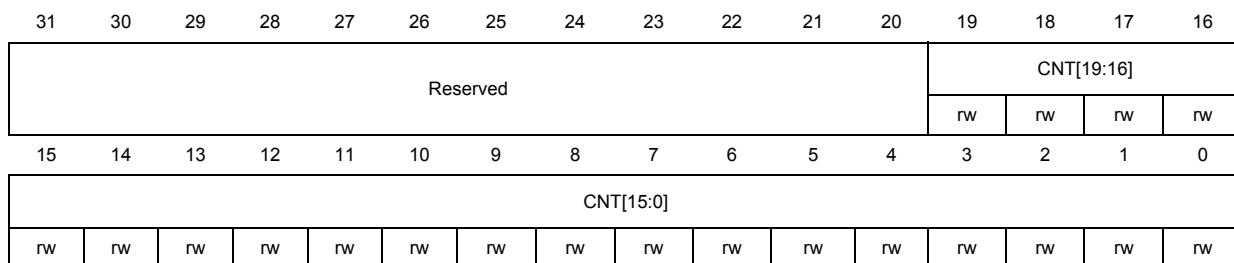 31 30 29 28 27 26 25 24 23 22 21 20 19 18 17 16
Reserved CNT[19:16]
rw rw rw rw
15 14 13 12 11 10 9 8 7 6 5 4 3 2 1 0
CNT[15:0]
rw rw rw rw rw rw rw rw rw rw rw rw rw rw rw rw